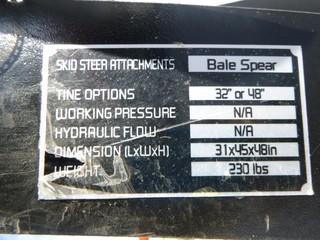 SKID STEER ATTACHMENTS Bale Spear
TINE OPTIONS 32" or 48"
WORKING PRESSURE N/A
HYDRAULIC FLOW N/A
DIMENSION (LxWxH) 31x45x48in
WEIGHT 230 lbs